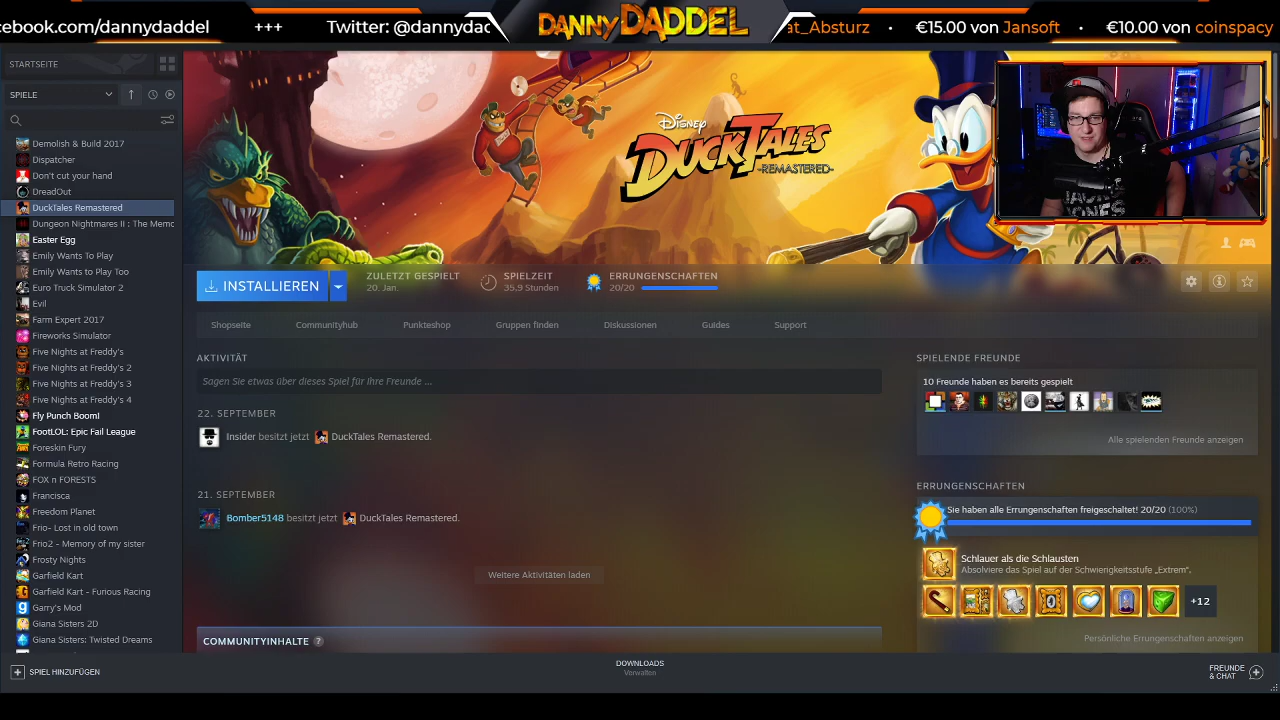 cebook.com/dannydaddel +++ Twitter: @dannydac
DANNYDADDEL
at_Absturz • €15.00 von Jansoft • €10.00 von coinspacy
STARTSEITE
SPIELE
Demolish & Build 2017
Dispatcher
Don't cut your hand
DreadOut
DuckTales Remastered
Dungeon Nightmares II : The Memo
Easter Egg
Emily Wants To Play
Emily Wants to Play Too
Euro Truck Simulator 2
Evil
Farm Expert 2017
Fireworks Simulator
Five Nights at Freddy's
Five Nights at Freddy's 2
Five Nights at Freddy's 3
Five Nights at Freddy's 4
Fly Punch Boom!
FootLOL: Epic Fail League
Foreskin Fury
Formula Retro Racing
FOX n FORESTS
Francisca
Freedom Planet
Frio- Lost in old town
Frio2 - Memory of my sister
Frosty Nights
Garfield Kart
Garfield Kart - Furious Racing
Garry's Mod
Giana Sisters 2D
Giana Sisters: Twisted Dreams
SPIEL HINZUFÜGEN
Disney
DUCKTALES
-REMASTERED-
INSTALLIEREN
ZULETZT GESPIELT
20. Jan.
SPIELZEIT
35.9 Stunden
ERRUNGENSCHAFTEN
20/20
Shopseite Communityhub Punkteshop Gruppen finden Diskussionen Guides Support
AKTIVITÄT
Sagen Sie etwas über dieses Spiel für Ihre Freunde ...
22. SEPTEMBER
Insider besitzt jetzt DuckTales Remastered.
21. SEPTEMBER
Bomber5148 besitzt jetzt DuckTales Remastered.
Weitere Aktivitäten laden
COMMUNITYINHALTE ?
SPIELENDE FREUNDE
10 Freunde haben es bereits gespielt
Alle spielenden Freunde anzeigen
ERRUNGENSCHAFTEN
Sie haben alle Errungenschaften freigeschaltet! 20/20 (100%)
Schlauer als die Schlausten
Absolviere das Spiel auf der Schwierigkeitsstufe „Extrem“.
+12
Persönliche Errungenschaften anzeigen
DOWNLOADS
Verwalten
FREUNDE
& CHAT